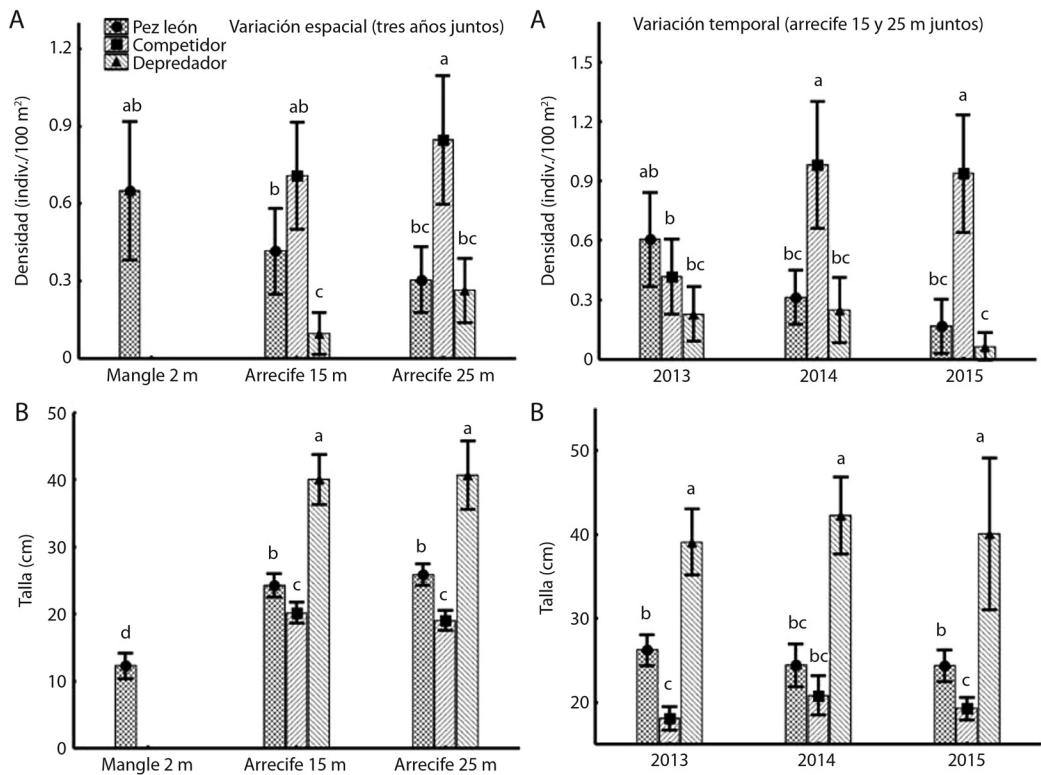 A
Variación espacial (tres años juntos)
Pez león
Competidor
Depredador
Densidad (indiv./100 m²)
1.2
0.9
0.6
0.3
0
ab
b
ab
c
bc
a
bc
Mangle 2 m
Arrecife 15 m
Arrecife 25 m
A
Variación temporal (arrecife 15 y 25 m juntos)
Densidad (indiv./100 m²)
1.5
1.2
0.9
0.6
0.3
0
ab
b
bc
bc
a
bc
bc
a
c
2013
2014
2015
B
Talla (cm)
50
40
30
20
10
0
d
b
c
a
b
c
a
Mangle 2 m
Arrecife 15 m
Arrecife 25 m
B
Talla (cm)
50
40
30
20
b
c
a
bc
bc
a
b
c
a
2013
2014
2015